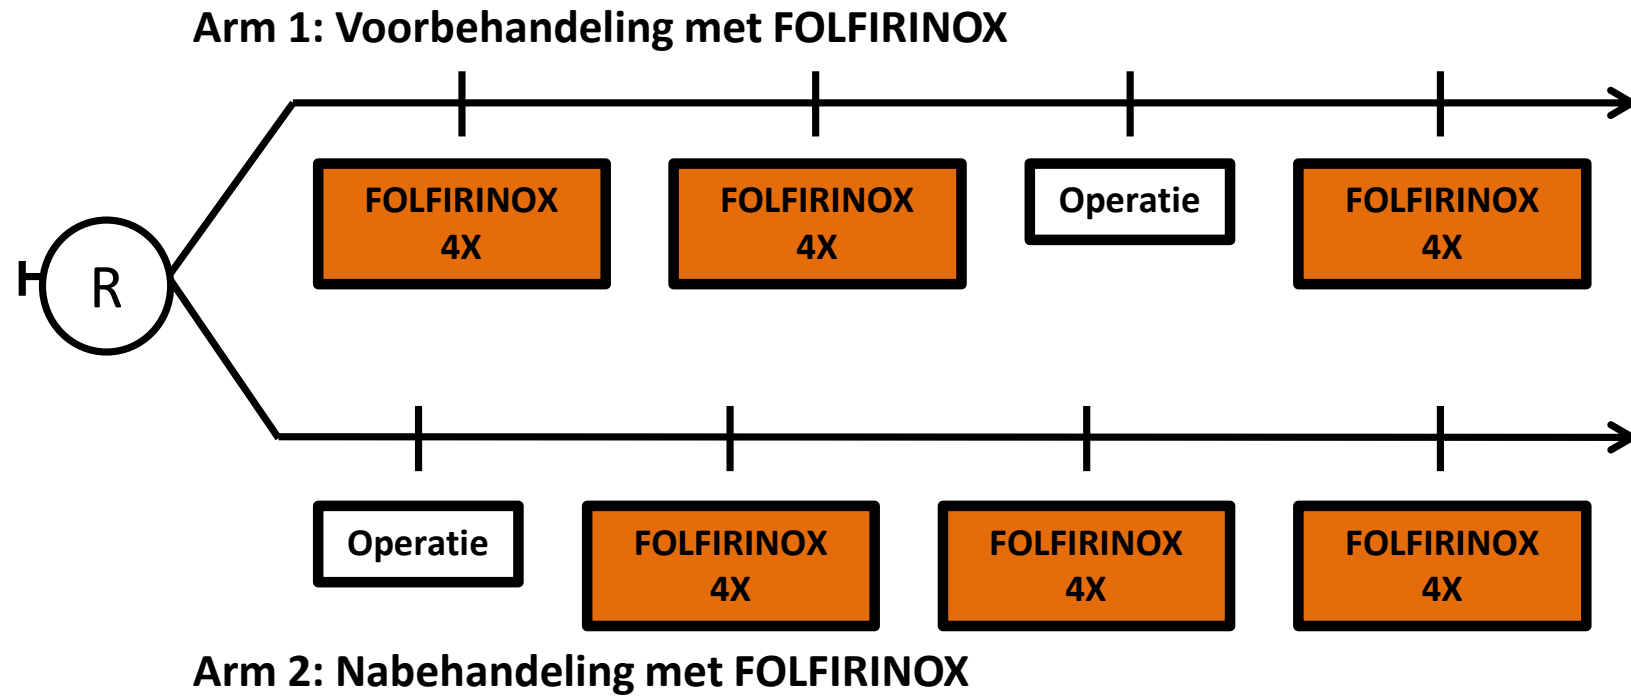 Arm 1: Voorbehandeling met FOLFIRINOX
FOLFIRINOX
4X
FOLFIRINOX
4X
Operatie
FOLFIRINOX
4X
R
Operatie
FOLFIRINOX
4X
FOLFIRINOX
4X
FOLFIRINOX
4X
Arm 2: Nabehandeling met FOLFIRINOX